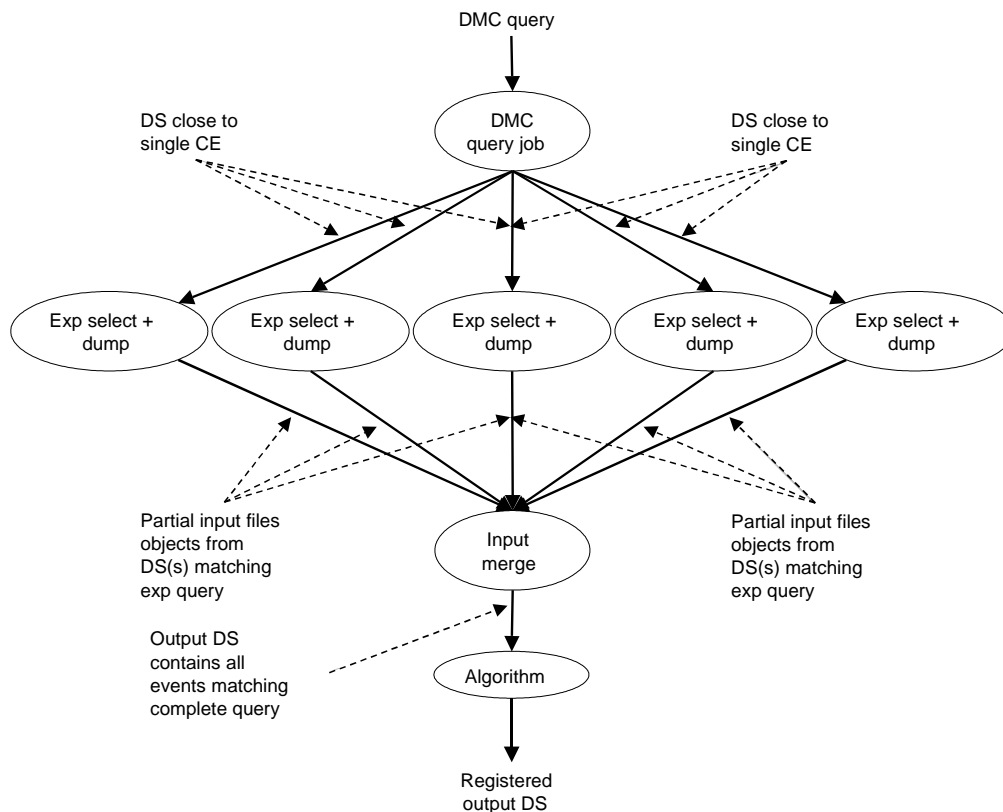 DMC query
DS close to
single CE
DMC
query job
DS close to
single CE
Exp select +
dump
Exp select +
dump
Exp select +
dump
Exp select +
dump
Exp select +
dump
Partial input files
objects from
DS(s) matching
exp query
Input
merge
Partial input files
objects from
DS(s) matching
exp query
Output DS
contains all
events matching
complete query
Algorithm
Registered
output DS